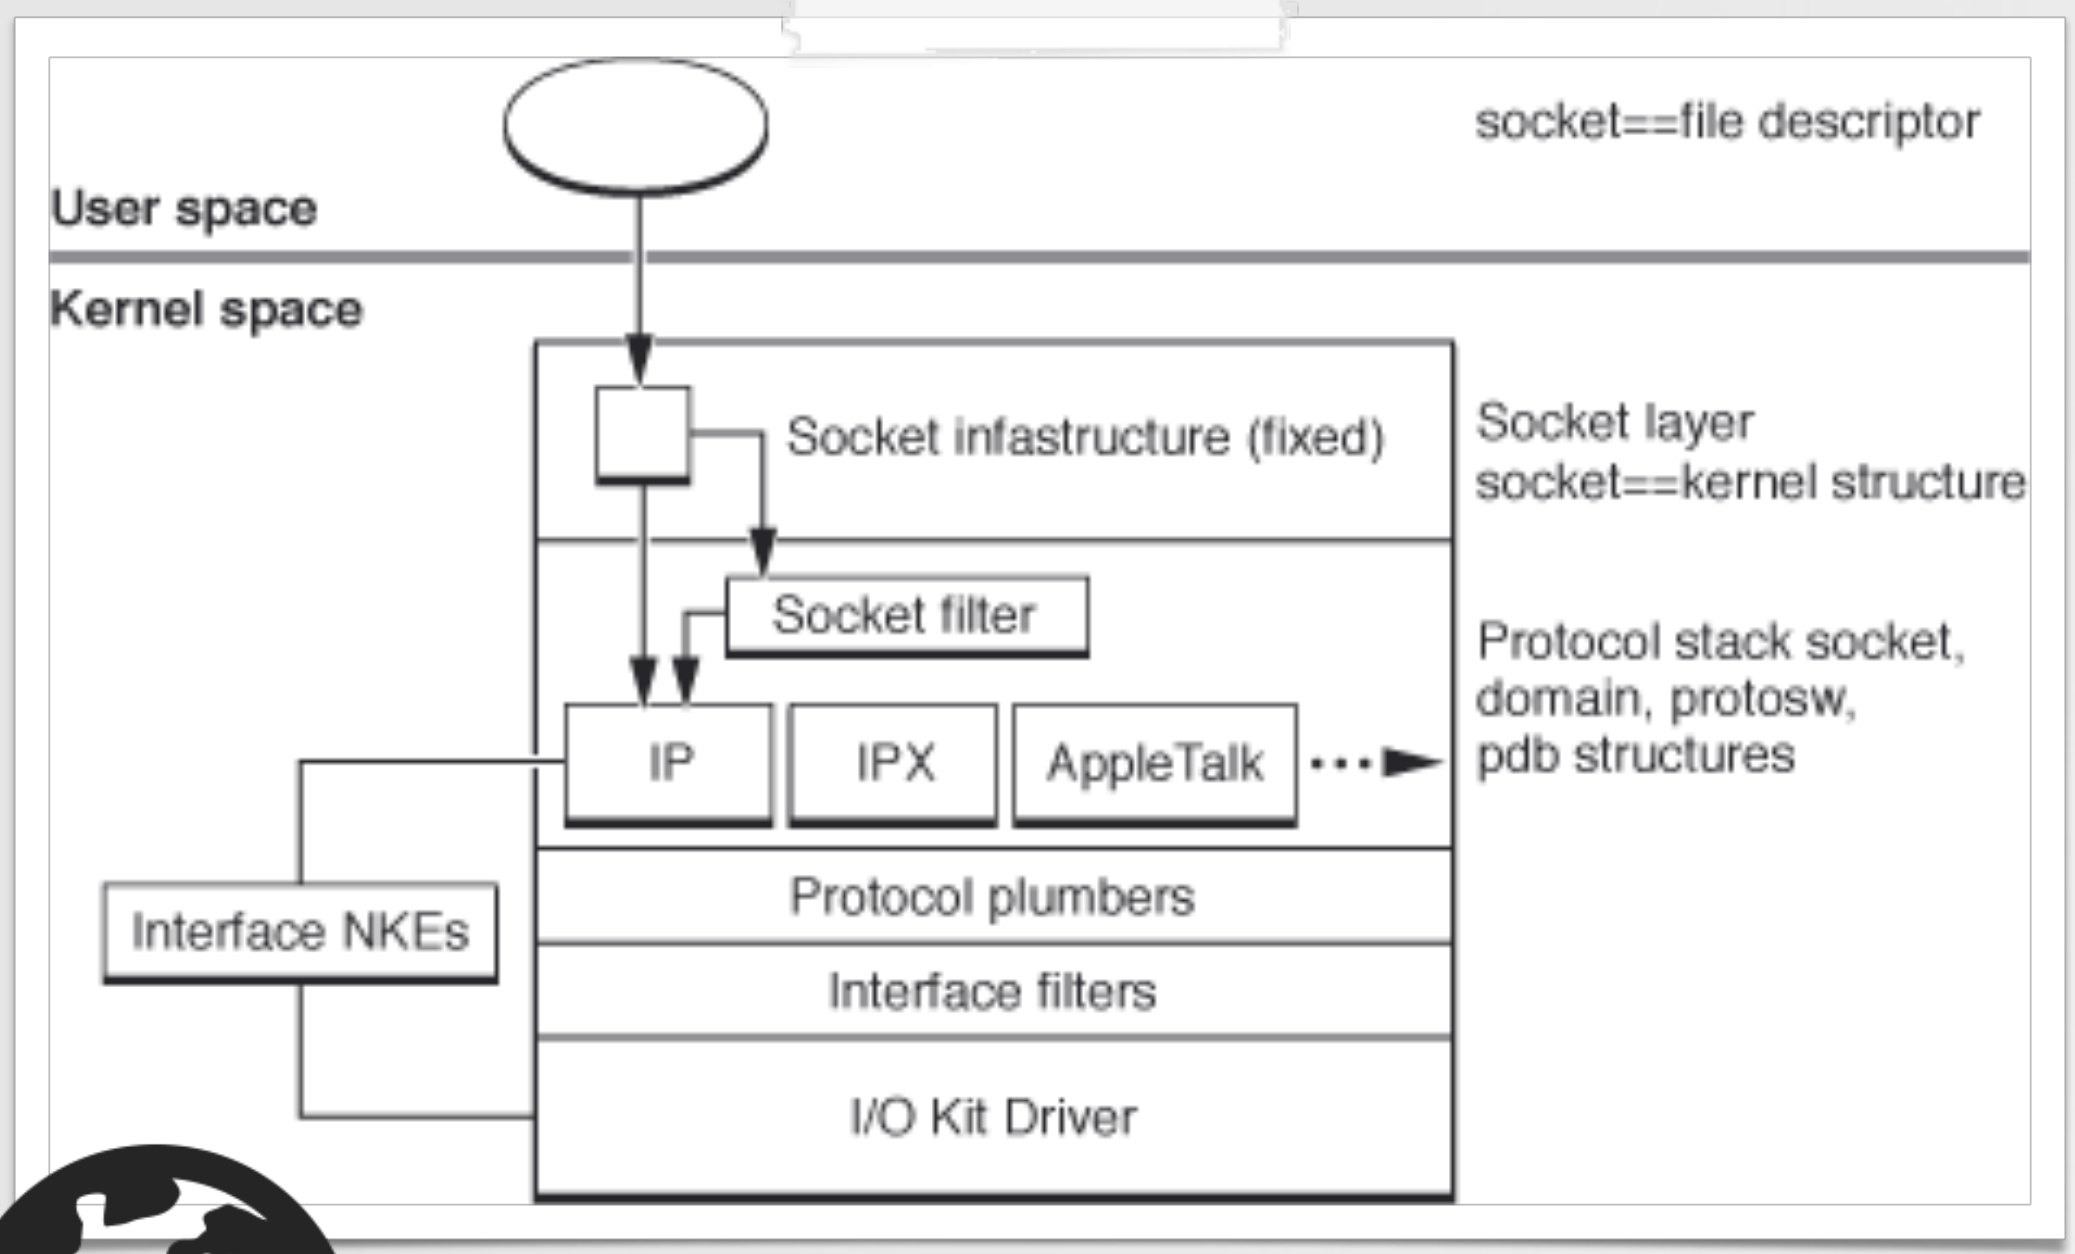 socket==file descriptor
User space
Kernel space
Socket infastructure (fixed)
Socket layer
socket==kernel structure
Socket filter
Protocol stack socket,
domain, protosw,
pdb structures
IP
IPX
AppleTalk
Protocol plumbers
Interface NKEs
Interface filters
I/O Kit Driver